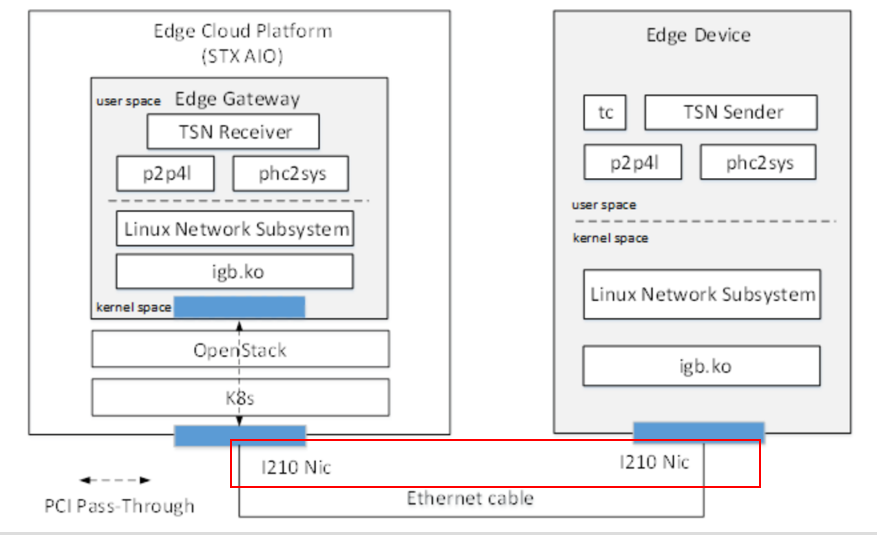 Edge Cloud Platform
(STX AIO)
user space
Edge Gateway
TSN Receiver
p2p4l
phc2sys
Linux Network Subsystem
igb.ko
kernel space
OpenStack
K8s
I210 Nic
PCI Pass-Through
Edge Device
tc
TSN Sender
p2p4l
phc2sys
user space
kernel space
Linux Network Subsystem
igb.ko
I210 Nic
Ethernet cable